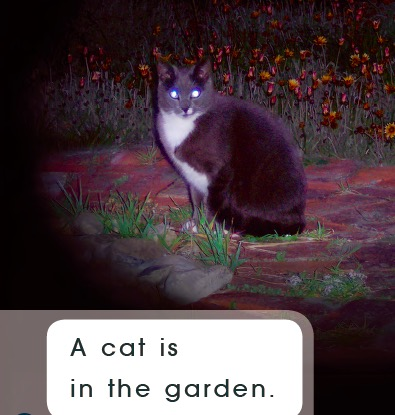 A cat is
in the garden.